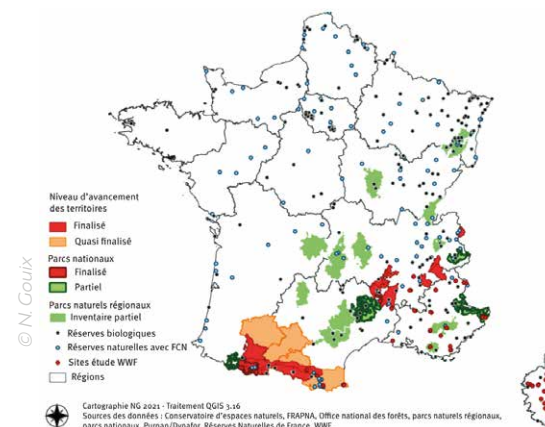 © N. Gouix
Niveau d'avancement
des territoires
Finalisé
Quasi finalisé
Parcs nationaux
Finalisé
Partiel
Parcs naturels régionaux
Inventaire partiel
Réserves biologiques
Réserves naturelles avec FCN
Sites étude WWF
Régions
Cartographie NG 2021 - Traitement QGIS 3.16
Sources des données : Conservatoire d'espaces naturels, FRAPNA, Office national des forêts, parcs naturels régionaux,
parcs nationaux, Purpan/Dynafor, Réserves Naturelles de France, WWF